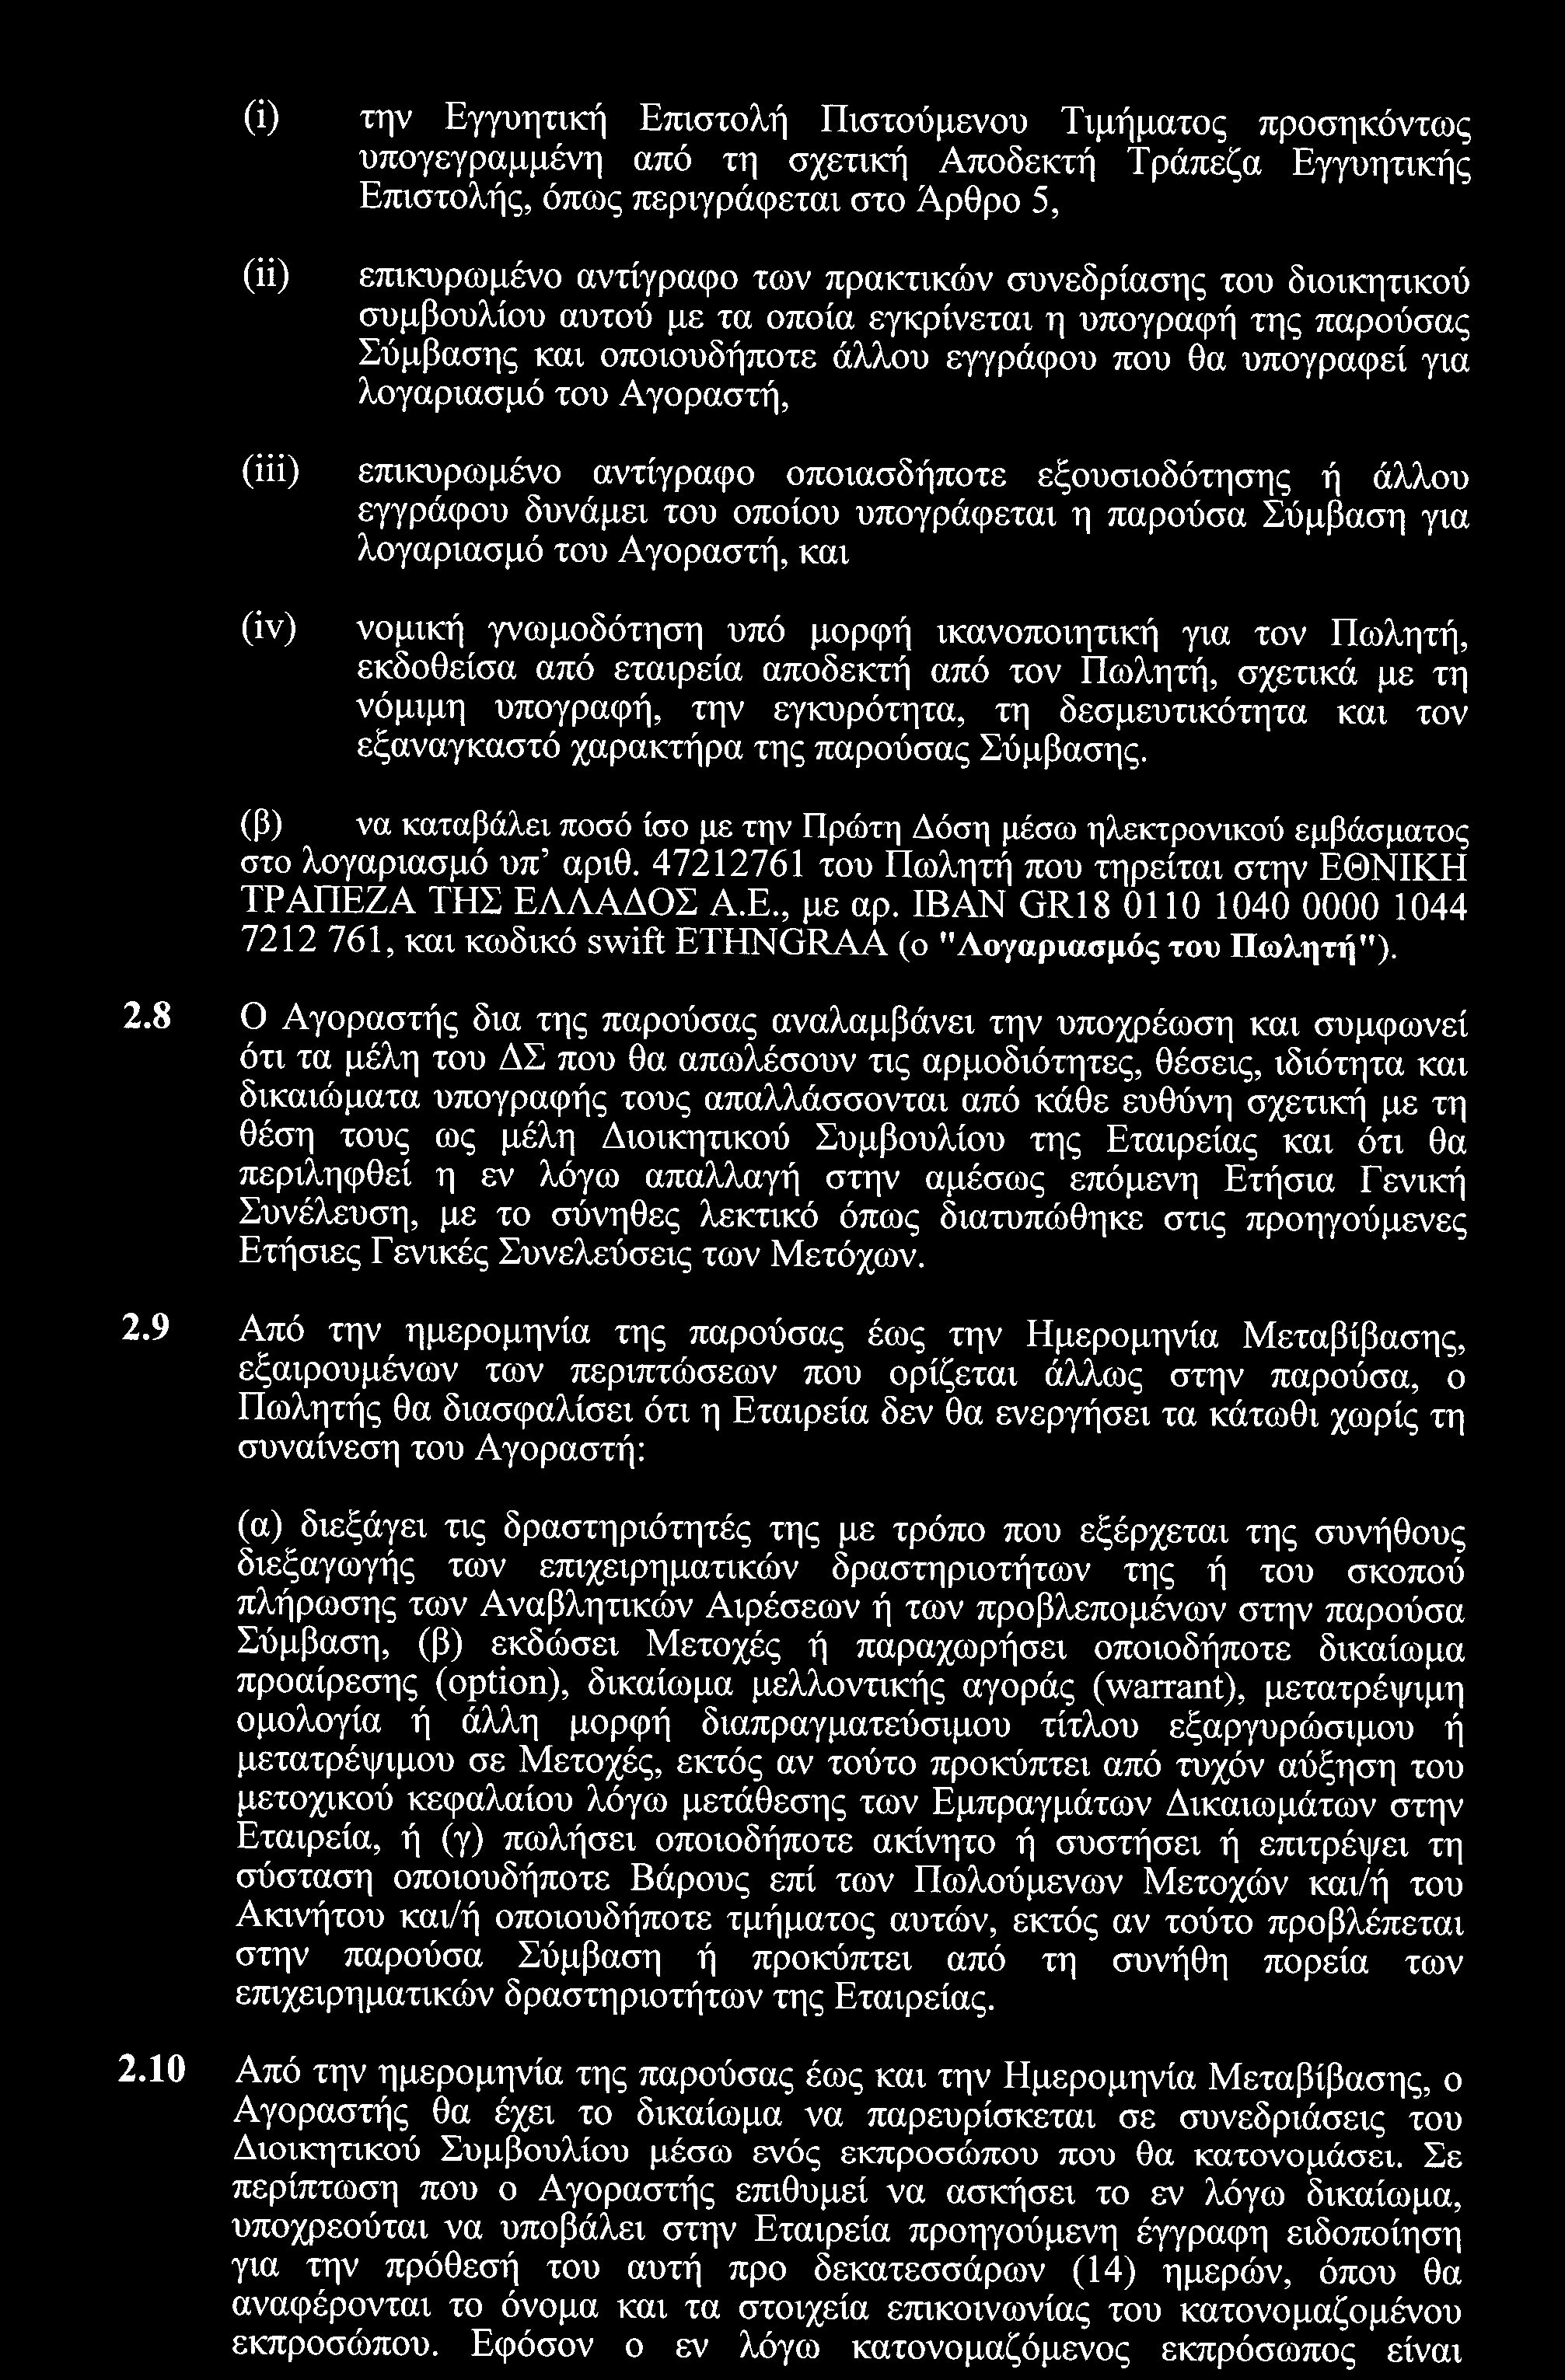 (i) την Εγγυητική Επιστολή Πιστούμενου Τιμήματος προσηκόντως
υπογεγραμμένη από τη σχετική Αποδεκτή Τράπεζα Εγγυητικής
Επιστολής, όπως περιγράφεται στο Άρθρο 5,
(ii) επικυρωμένο αντίγραφο των πρακτικών συνεδρίασης του διοικητικού
συμβουλίου αυτού με τα οποία εγκρίνεται η υπογραφή της παρούσας
Σύμβασης και οποιουδήποτε άλλου εγγράφου που θα υπογραφεί για
λογαριασμό του Αγοραστή,
(iii) επικυρωμένο αντίγραφο οποιασδήποτε εξουσιοδότησης ή άλλου
εγγράφου δυνάμει του οποίου υπογράφεται η παρούσα Σύμβαση για
λογαριασμό του Αγοραστή, και
(iv) νομική γνωμοδότηση υπό μορφή ικανοποιητική για τον Πωλητή,
εκδοθείσα από εταιρεία αποδεκτή από τον Πωλητή, σχετικά με τη
νόμιμη υπογραφή, την εγκυρότητα, τη δεσμευτικότητα και τον
εξαναγκαστό χαρακτήρα της παρούσας Σύμβασης.
(β) να καταβάλει ποσό ίσο με την Πρώτη Δόση μέσω ηλεκτρονικού εμβάσματος
στο λογαριασμό υπ’ αριθ. 47212761 του Πωλητή που τηρείται στην ΕΘΝΙΚΗ
ΤΡΑΠΕΖΑ ΤΗΣ ΕΛΛΑΔΟΣ Α.Ε., με αρ. IBAN GR18 0110 1040 0000 1044
7212 761, και κωδικό swift ETHNGRAA (ο "Λογαριασμός του Πωλητή").
2.8 Ο Αγοραστής δια της παρούσας αναλαμβάνει την υποχρέωση και συμφωνεί
ότι τα μέλη του ΔΣ που θα απωλέσουν τις αρμοδιότητες, θέσεις, ιδιότητα και
δικαιώματα υπογραφής τους απαλλάσσονται από κάθε ευθύνη σχετική με τη
θέση τους ως μέλη Διοικητικού Συμβουλίου της Εταιρείας και ότι θα
περιληφθεί η εν λόγω απαλλαγή στην αμέσως επόμενη Ετήσια Γενική
Συνέλευση, με το σύνηθες λεκτικό όπως διατυπώθηκε στις προηγούμενες
Ετήσιες Γενικές Συνελεύσεις των Μετόχων.
2.9 Από την ημερομηνία της παρούσας έως την Ημερομηνία Μεταβίβασης,
εξαιρουμένων των περιπτώσεων που ορίζεται άλλως στην παρούσα, ο
Πωλητής θα διασφαλίσει ότι η Εταιρεία δεν θα ενεργήσει τα κάτωθι χωρίς τη
συναίνεση του Αγοραστή:
(α) διεξάγει τις δραστηριότητές της με τρόπο που εξέρχεται της συνήθους
διεξαγωγής των επιχειρηματικών δραστηριοτήτων της ή του σκοπού
πλήρωσης των Αναβλητικών Αιρέσεων ή των προβλεπομένων στην παρούσα
Σύμβαση, (β) εκδώσει Μετοχές ή παραχωρήσει οποιοδήποτε δικαίωμα
προαίρεσης (option), δικαίωμα μελλοντικής αγοράς (warrant), μετατρέψιμη
ομολογία ή άλλη μορφή διαπραγματεύσιμου τίτλου εξαργυρώσιμου ή
μετατρέψιμου σε Μετοχές, εκτός αν τούτο προκύπτει από τυχόν αύξηση του
μετοχικού κεφαλαίου λόγω μετάθεσης των Εμπραγμάτων Δικαιωμάτων στην
Εταιρεία, ή (γ) πωλήσει οποιοδήποτε ακίνητο ή συστήσει ή επιτρέψει τη
σύσταση οποιουδήποτε Βάρους επί των Πωλούμενων Μετοχών και/ή του
Ακινήτου και/ή οποιουδήποτε τμήματος αυτών, εκτός αν τούτο προβλέπεται
στην παρούσα Σύμβαση ή προκύπτει από τη συνήθη πορεία των
επιχειρηματικών δραστηριοτήτων της Εταιρείας.
2.10 Από την ημερομηνία της παρούσας έως και την Ημερομηνία Μεταβίβασης, ο
Αγοραστής θα έχει το δικαίωμα να παρευρίσκεται σε συνεδριάσεις του
Διοικητικού Συμβουλίου μέσω ενός εκπροσώπου που θα κατονομάσει. Σε
περίπτωση που ο Αγοραστής επιθυμεί να ασκήσει το εν λόγω δικαίωμα,
υποχρεούται να υποβάλει στην Εταιρεία προηγούμενη έγγραφη ειδοποίηση
για την πρόθεσή του αυτή προ δεκατεσσάρων (14) ημερών, όπου θα
αναφέρονται το όνομα και τα στοιχεία επικοινωνίας του κατονομαζομένου
εκπροσώπου. Εφόσον ο εν λόγω κατονομαζόμενος εκπρόσωπος είναι